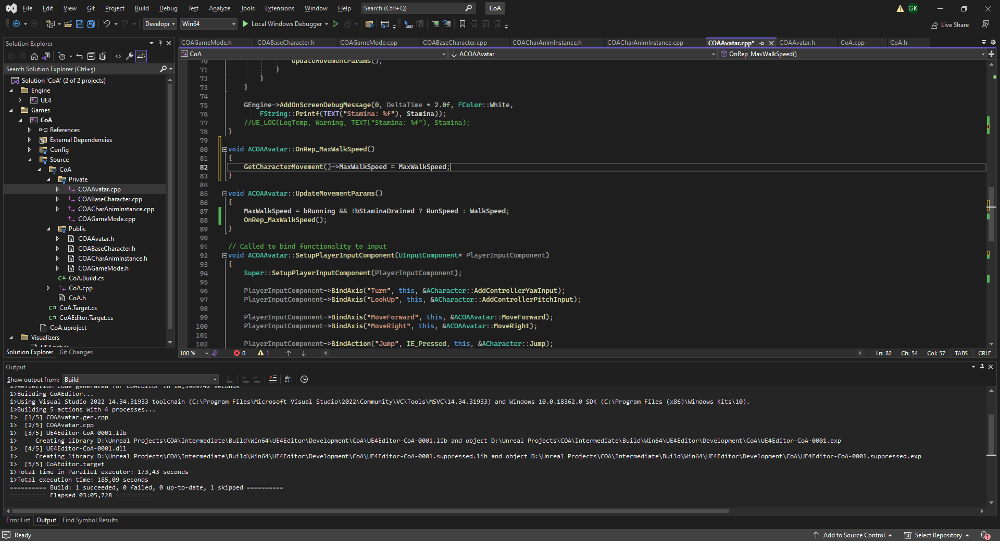 File Edit View Git Project Build Debug Test Analyze Tools Extensions Window Help Search (Ctrl+Q) CoA GK
Developr Win64 Local Windows Debugger Live Share
Solution Explorer
Search Solution Explorer (Ctrl+ş)
Solution 'CoA' (2 of 2 projects)
Engine
UE4
Games
CoA
References
External Dependencies
Config
Source
CoA
Private
COAAvatar.cpp
COABaseCharacter.cpp
COACharAnimInstance.cpp
COAGameMode.cpp
Public
COAAvatar.h
COABaseCharacter.h
COACharAnimInstance.h
COAGameMode.h
CoA.Build.cs
CoA.cpp
CoA.h
CoA.Target.cs
CoAEditor.Target.cs
CoA.uproject
Visualizers
UE4.natvis
Solution Explorer Git Changes
COAGameMode.h COABaseCharacter.h COAGameMode.cpp COABaseCharacter.cpp COACharAnimInstance.h COACharAnimInstance.cpp COAAvatar.cpp* COAAvatar.h CoA.cpp CoA.h
CoA ACOAAvatar OnRep_MaxWalkSpeed()
70 UpdateMovementParams();
71 }
72 }
73 }
74
75 GEngine->AddOnScreenDebugMessage(0, DeltaTime * 2.0f, FColor::White,
76 FString::Printf(TEXT("Stamina: %f"), Stamina));
77 //UE_LOG(LogTemp, Warning, TEXT("Stamina: %f"), Stamina);
78 }
79
80 void ACOAAvatar::OnRep_MaxWalkSpeed()
81 {
82 GetCharacterMovement()->MaxWalkSpeed = MaxWalkSpeed;
83 }
84
85 void ACOAAvatar::UpdateMovementParams()
86 {
87 MaxWalkSpeed = bRunning && !bStaminaDrained ? RunSpeed : WalkSpeed;
88 OnRep_MaxWalkSpeed();
89 }
90
91 // Called to bind functionality to input
92 void ACOAAvatar::SetupPlayerInputComponent(UInputComponent* PlayerInputComponent)
93 {
94 Super::SetupPlayerInputComponent(PlayerInputComponent);
95
96 PlayerInputComponent->BindAxis("Turn", this, &ACharacter::AddControllerYawInput);
97 PlayerInputComponent->BindAxis("LookUp", this, &ACharacter::AddControllerPitchInput);
98
99 PlayerInputComponent->BindAxis("MoveForward", this, &ACOAAvatar::MoveForward);
100 PlayerInputComponent->BindAxis("MoveRight", this, &ACOAAvatar::MoveRight);
101
102 PlayerInputComponent->BindAction("Jump", IE_Pressed, this, &ACharacter::Jump);
100 % 0 1 Ln: 82 Ch: 54 Col: 57 TABS CRLF
Output
Show output from: Build
1>Reflection code generated for CoAEditor in 10,5969742 seconds
1>Building CoAEditor...
1>Using Visual Studio 2022 14.34.31933 toolchain (C:\Program Files\Microsoft Visual Studio\2022\Community\VC\Tools\MSVC\14.34.31933) and Windows 10.0.18362.0 SDK (C:\Program Files (x86)\Windows Kits\10).
1>Building 5 actions with 4 processes...
1> [1/5] COAAvatar.gen.cpp
1> [2/5] COAAvatar.cpp
1> [3/5] UE4Editor-CoA-0001.lib
1> Creating library D:\Unreal Projects\COA\Intermediate\Build\Win64\UE4Editor\Development\CoA\UE4Editor-CoA-0001.lib and object D:\Unreal Projects\COA\Intermediate\Build\Win64\UE4Editor\Development\CoA\UE4Editor-CoA-0001.exp
1> [4/5] UE4Editor-CoA-0001.dll
1> Creating library D:\Unreal Projects\COA\Intermediate\Build\Win64\UE4Editor\Development\CoA\UE4Editor-CoA-0001.suppressed.lib and object D:\Unreal Projects\COA\Intermediate\Build\Win64\UE4Editor\Development\CoA\UE4Editor-CoA-0001.suppressed.exp
1> [5/5] CoAEditor.target
1>Total time in Parallel executor: 173,43 seconds
1>Total execution time: 185,09 seconds
========== Build: 1 succeeded, 0 failed, 0 up-to-date, 1 skipped ==========
========== Elapsed 03:05,728 ==========
Error List Output Find Symbol Results
Ready Add to Source Control Select Repository 1